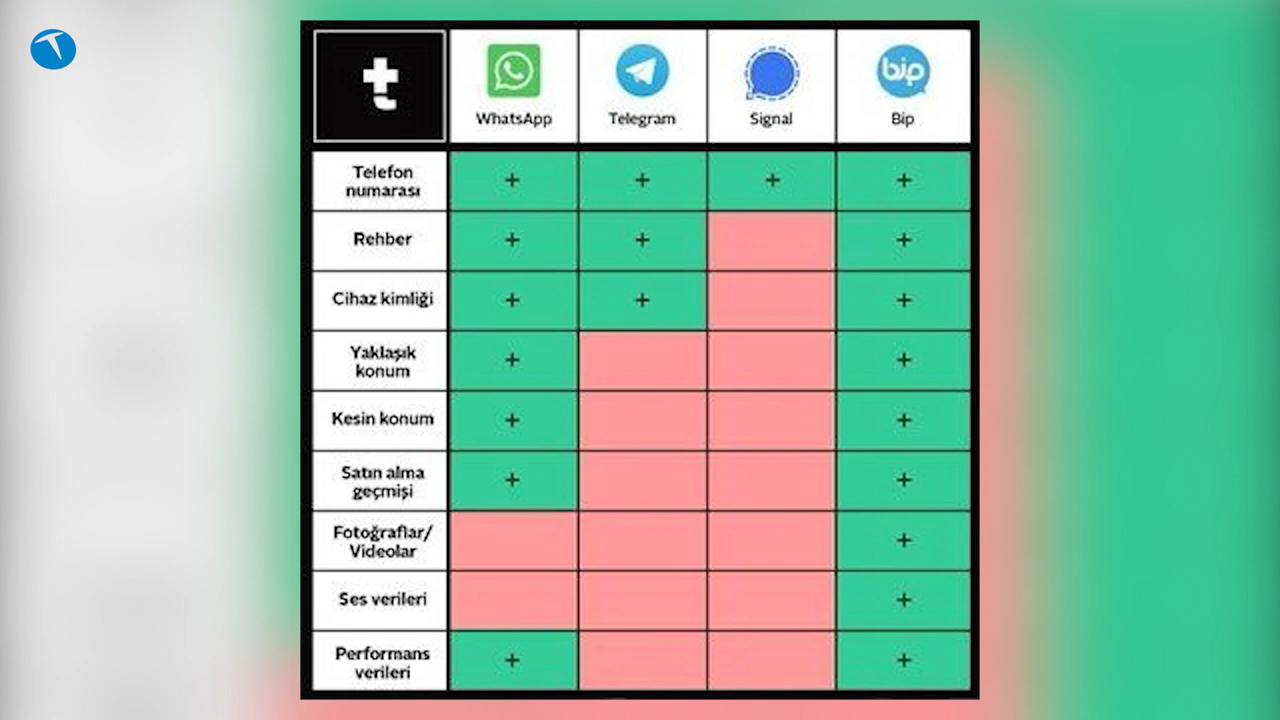 t
bip
WhatsApp
Telegram
Signal
Bip
Telefon
numarası
+ + + +
Rehber
+ + +
Cihaz kimliği
+ + +
Yaklaşık
konum
+ +
Kesin konum
+ +
Satın alma
geçmişi
+ +
Fotoğraflar/
Videolar
+
Ses verileri
+
Performans
verileri
+ +